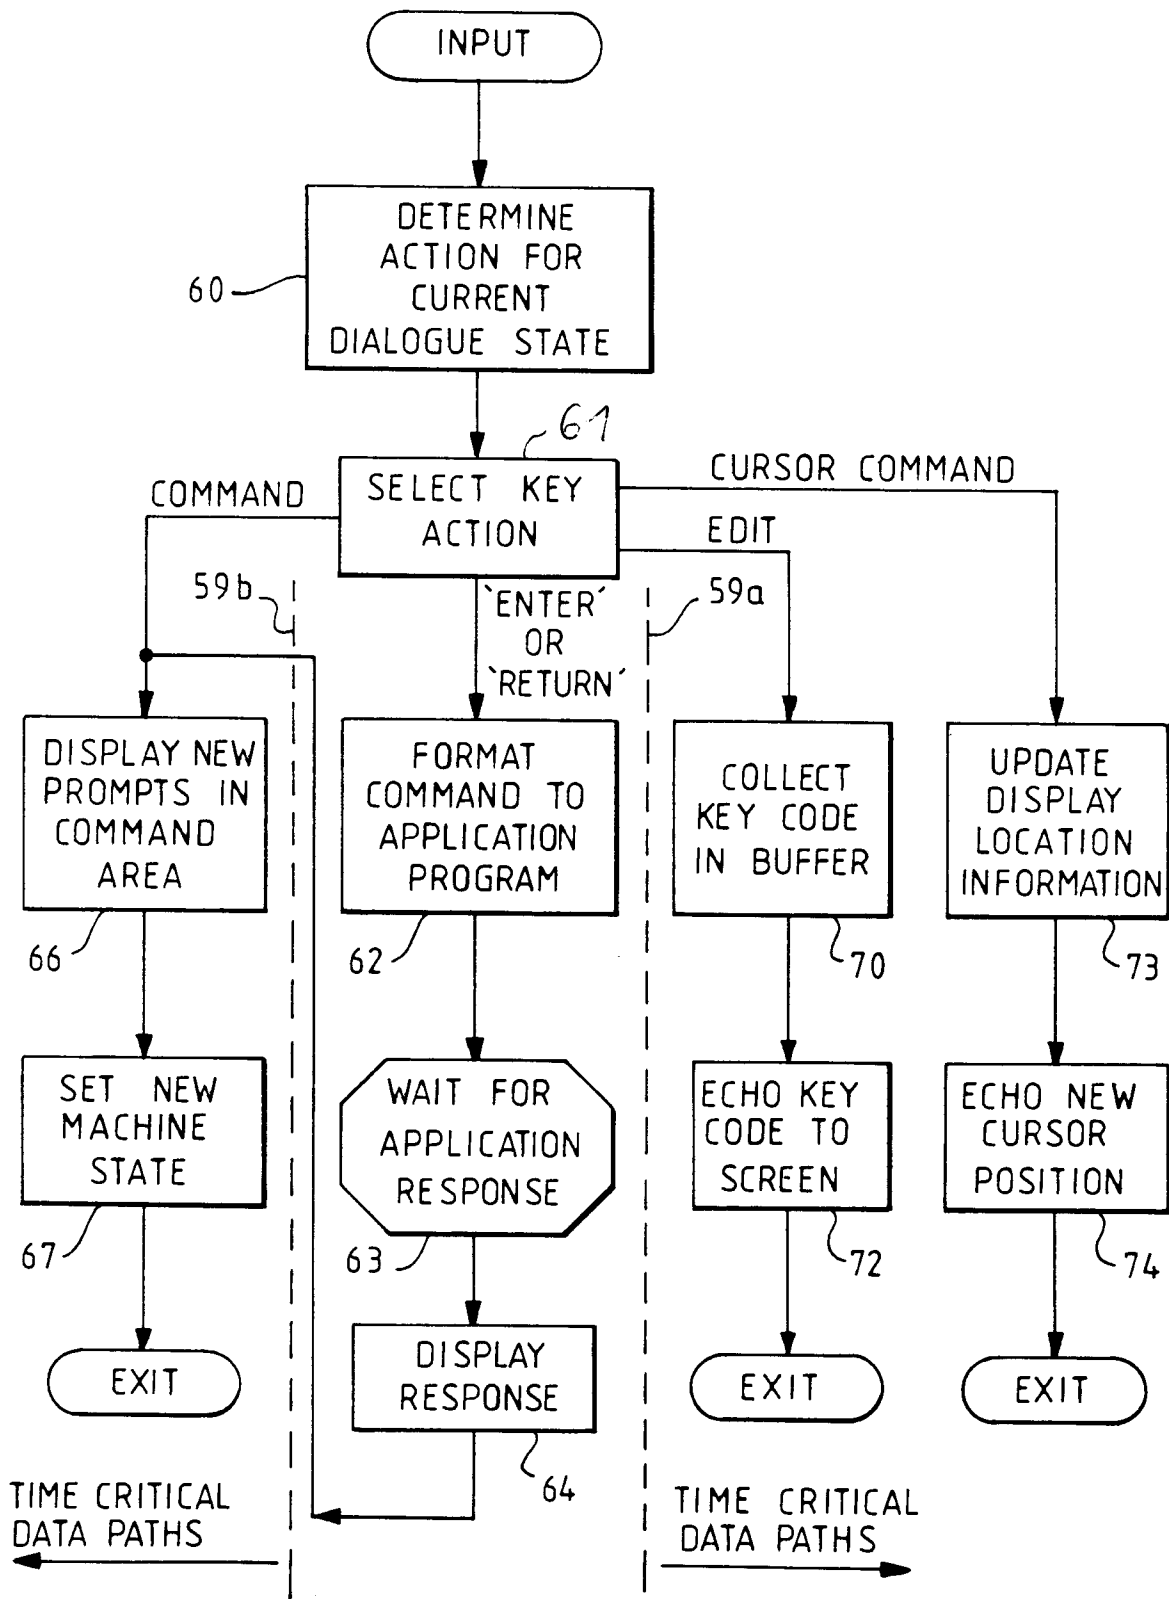 INPUT
DETERMINE
ACTION FOR
CURRENT
DIALOGUE STATE
60
61
SELECT KEY
ACTION
COMMAND
CURSOR COMMAND
EDIT
59b
59a
'ENTER'
OR
'RETURN'
DISPLAY NEW
PROMPTS IN
COMMAND
AREA
66
FORMAT
COMMAND TO
APPLICATION
PROGRAM
62
COLLECT
KEY CODE
IN BUFFER
70
UPDATE
DISPLAY
LOCATION
INFORMATION
73
SET NEW
MACHINE
STATE
67
WAIT FOR
APPLICATION
RESPONSE
63
ECHO KEY
CODE TO
SCREEN
72
ECHO NEW
CURSOR
POSITION
74
EXIT
DISPLAY
RESPONSE
64
EXIT
EXIT
TIME CRITICAL
DATA PATHS
TIME CRITICAL
DATA PATHS